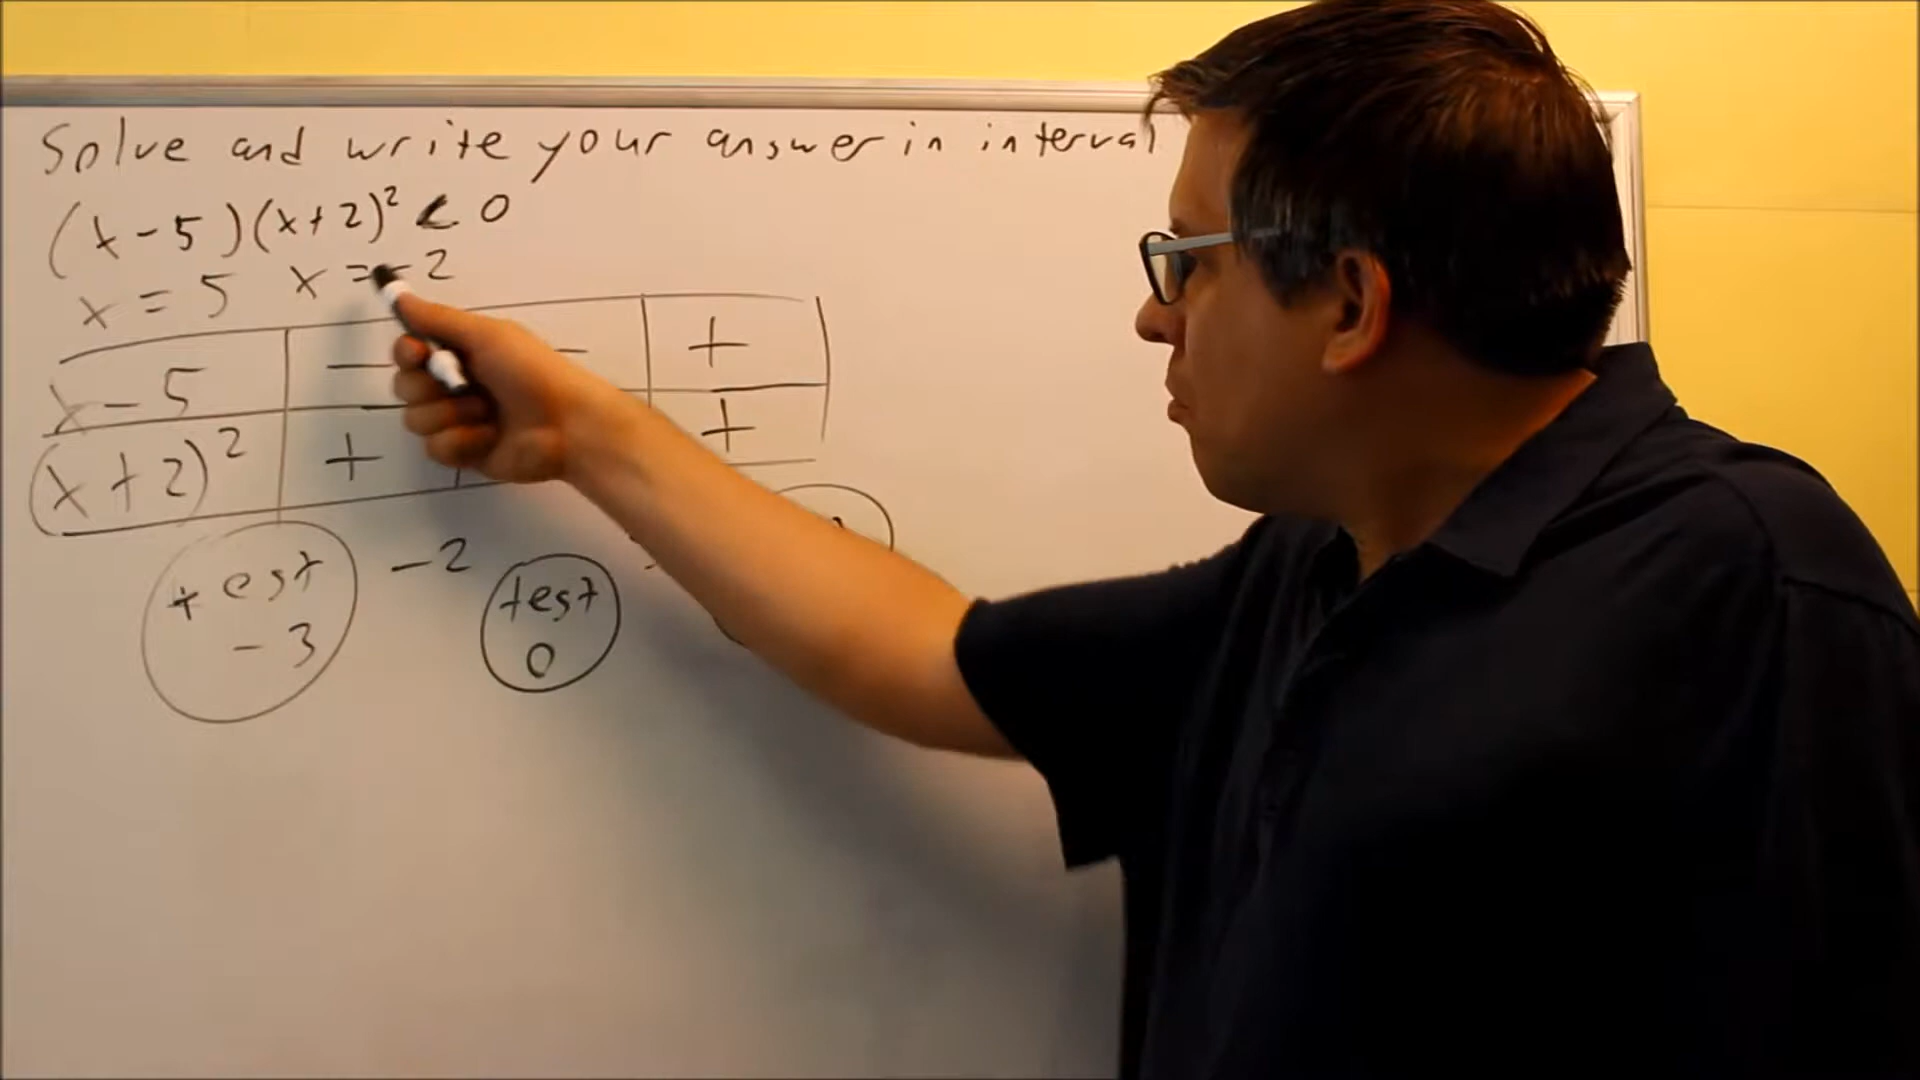 Solve and write your answer in interval
(x-5)(x+2)² < 0
x = 5 x = -2
x-5 - - +
(x+2)² + +
test -3 -2 test 0